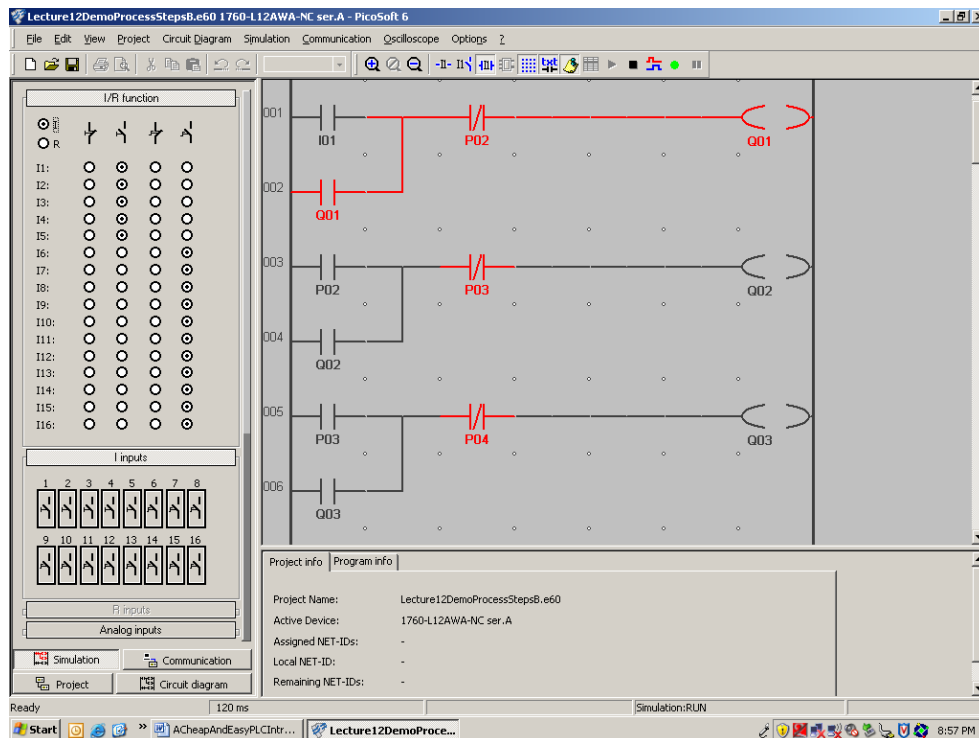 Lecture12DemoProcessStepsB.e60 1760-L12AWA-NC ser.A - PicoSoft 6
File Edit View Project Circuit Diagram Simulation Communication Oscilloscope Options ?
I/R function
I
R
I1:
I2:
I3:
I4:
I5:
I6:
I7:
I8:
I9:
I10:
I11:
I12:
I13:
I14:
I15:
I16:
I inputs
1 2 3 4 5 6 7 8
9 10 11 12 13 14 15 16
R inputs
Analog inputs
Simulation Communication
Project Circuit diagram
001
I01 P02 Q01
002
Q01
003
P02 P03 Q02
004
Q02
005
P03 P04 Q03
006
Q03
Project info Program info
Project Name: Lecture12DemoProcessStepsB.e60
Active Device: 1760-L12AWA-NC ser.A
Assigned NET-IDs: -
Local NET-ID: -
Remaining NET-IDs: -
Ready 120 ms Simulation:RUN
Start » ACheapAndEasyPLCIntr... Lecture12DemoProce... 8:57 PM